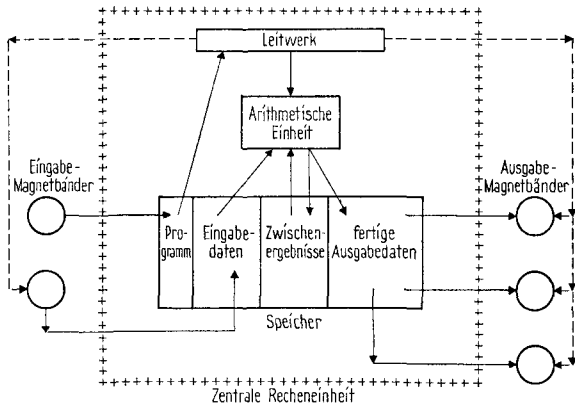 Leitwerk
Arithmetische
Einheit
Eingabe-
Magnetbänder
Ausgabe-
Magnetbänder
Pro-
gramm
Eingabe-
daten
Zwischen-
ergebnisse
fertige
Ausgabedaten
Speicher
Zentrale Recheneinheit